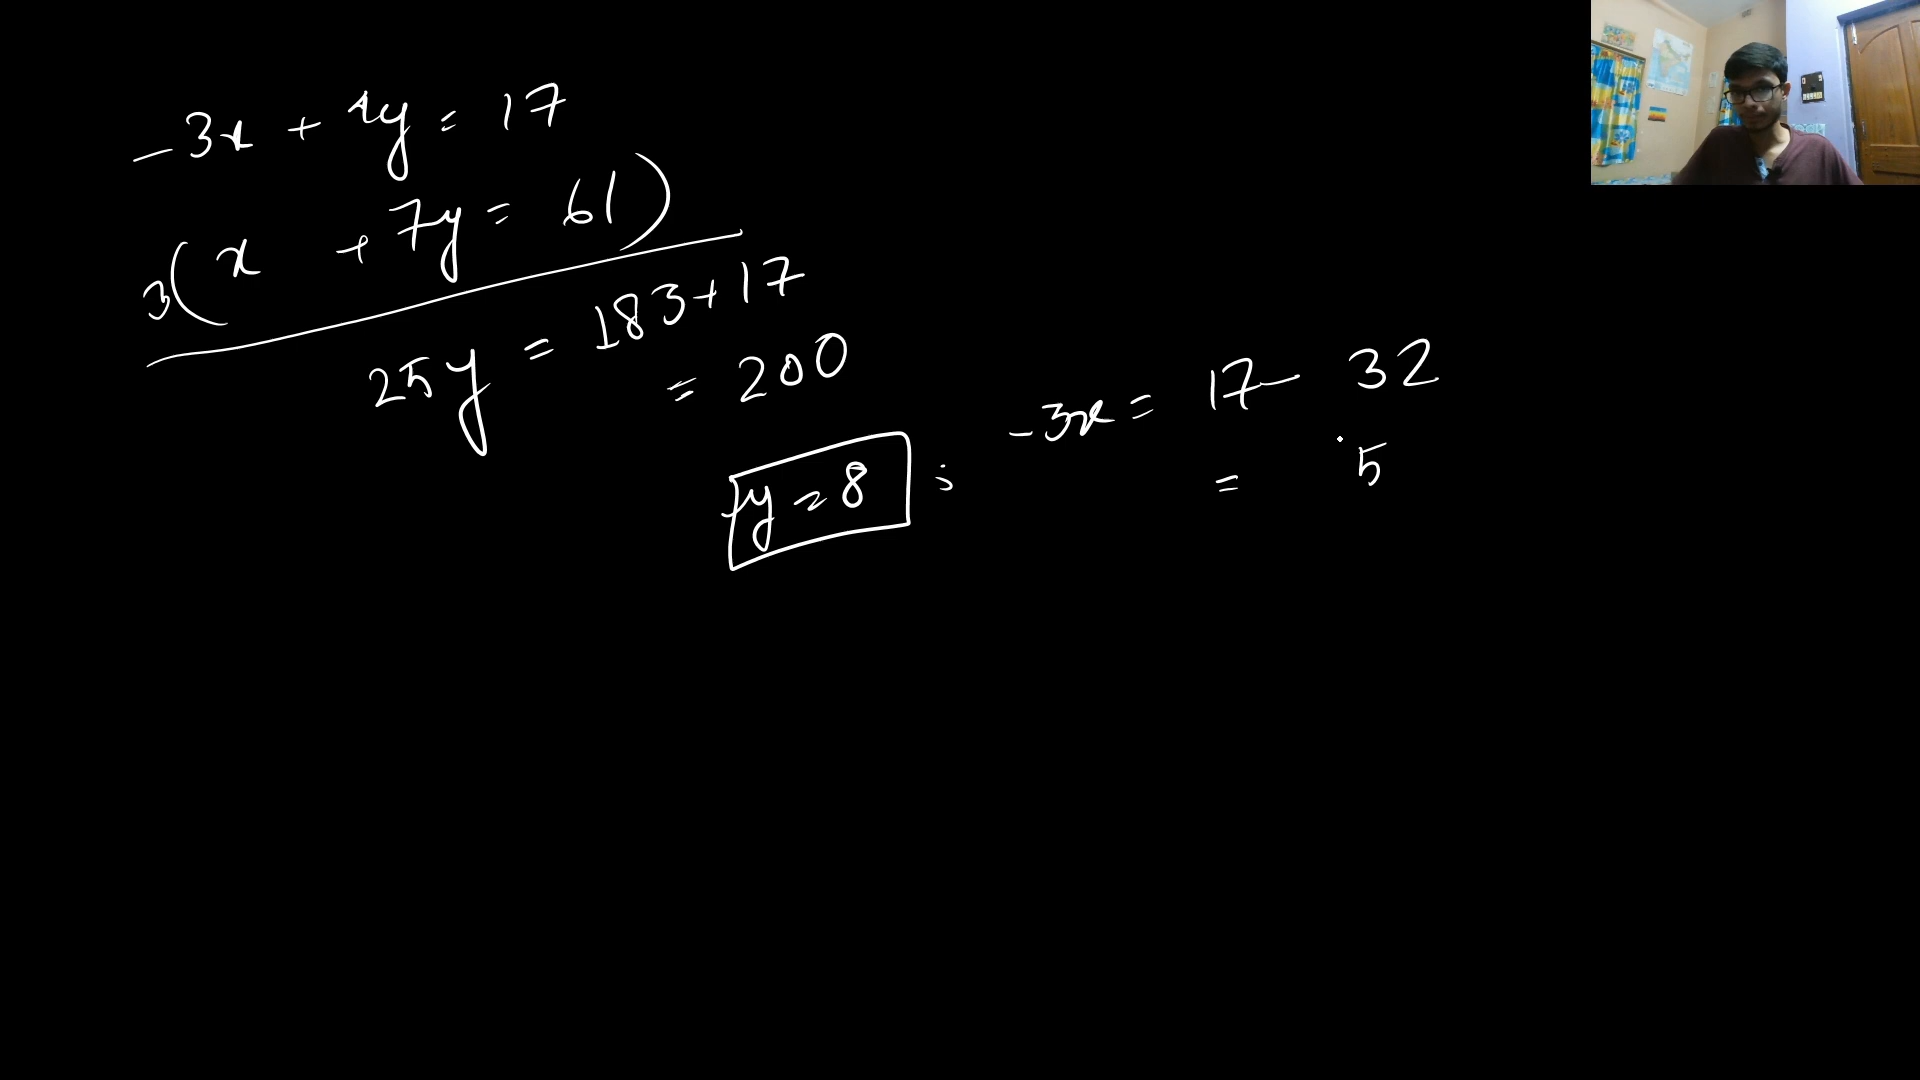 -3x + 4y = 17
3(x + 7y = 61)
25y = 183+17
= 200
y = 8 ; -3x = 17- 32
= 5